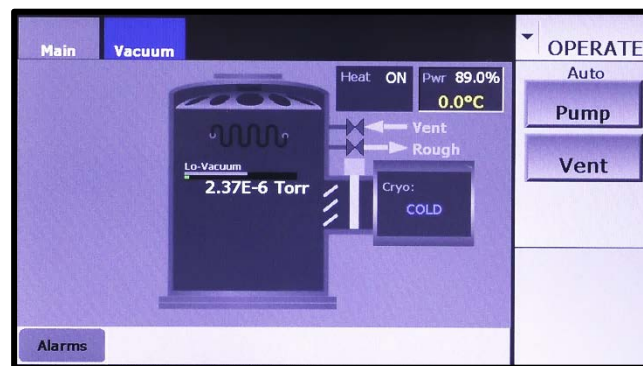 Main
Vacuum
OPERATE
Heat ON
Pwr 89.0%
0.0°C
Auto
Pump
Vent
Vent
Rough
Lo-Vacuum
2.37E-6 Torr
Cryo:
COLD
Alarms